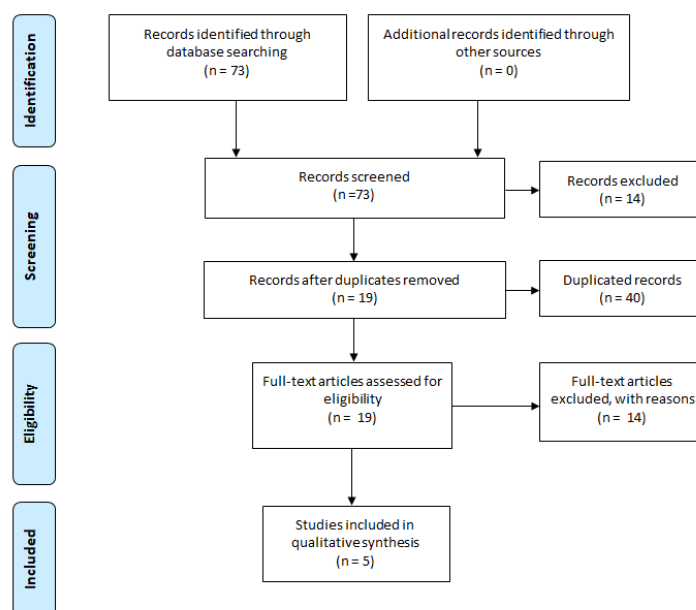 Identification
Records identified through
database searching
(n = 73)
Additional records identified through
other sources
(n = 0)
Screening
Records screened
(n =73)
Records excluded
(n = 14)
Records after duplicates removed
(n = 19)
Duplicated records
(n = 40)
Eligibility
Full-text articles assessed for
eligibility
(n = 19)
Full-text articles
excluded, with reasons
(n = 14)
Included
Studies included in
qualitative synthesis
(n = 5)